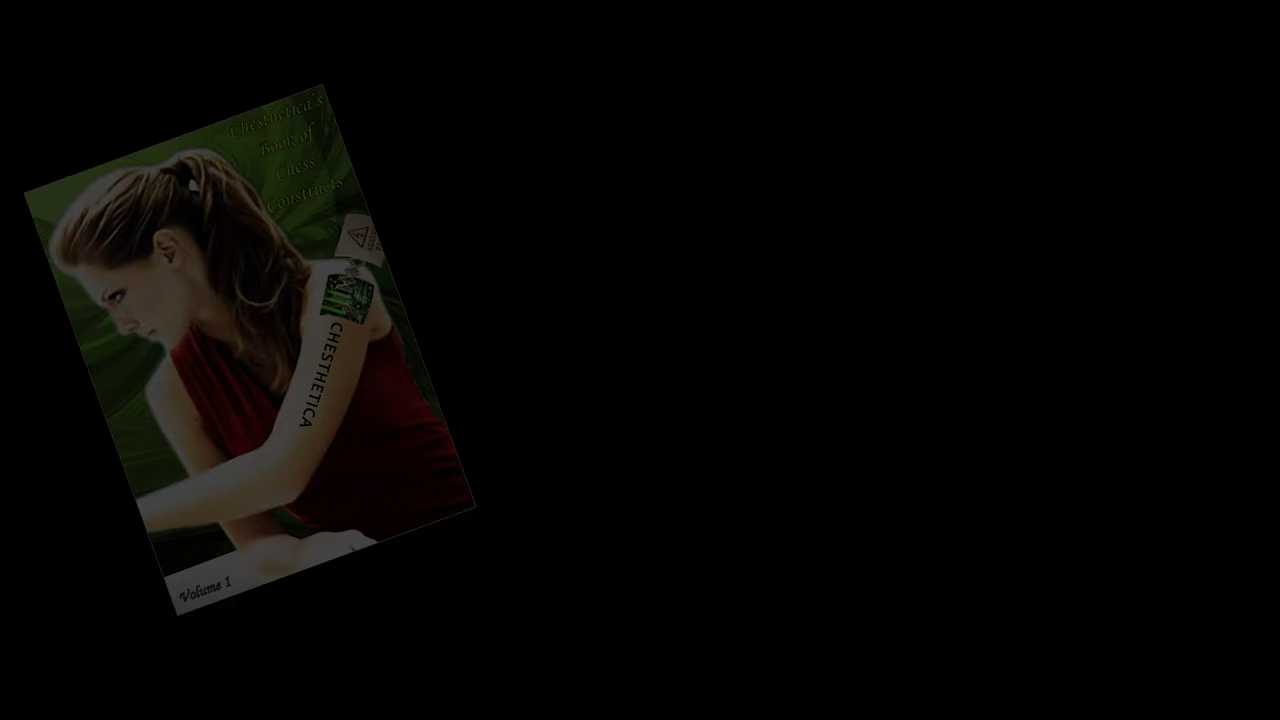 Chesthetica's
Book of
Chess
Constructs
CHESTHETICA
Volume 1